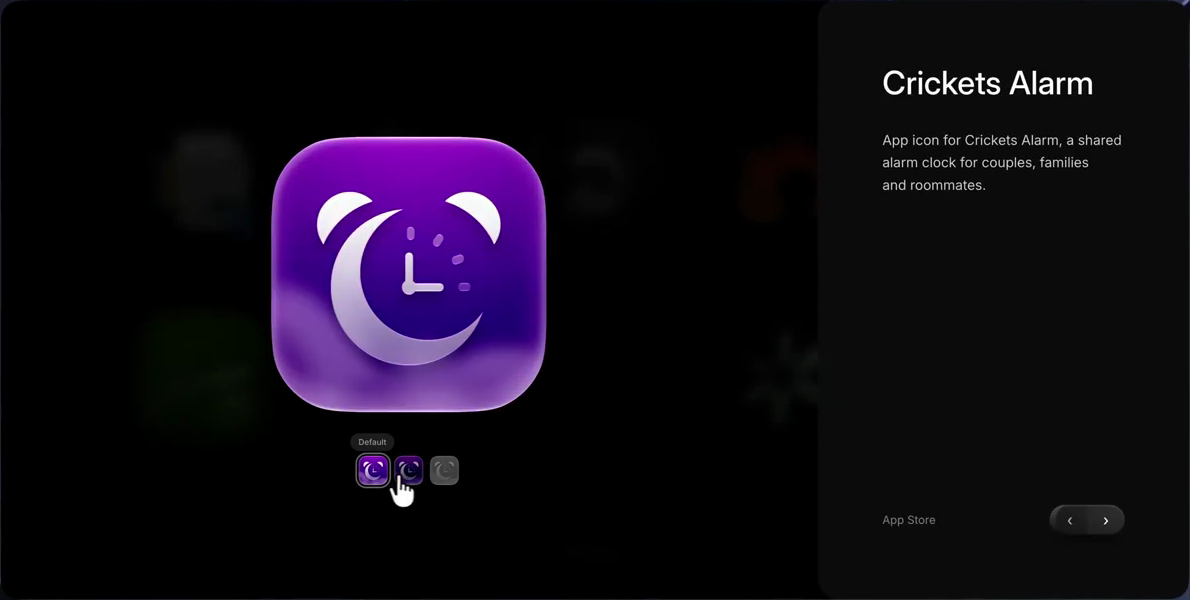 Crickets Alarm
App icon for Crickets Alarm, a shared
alarm clock for couples, families
and roommates.
Default
App Store